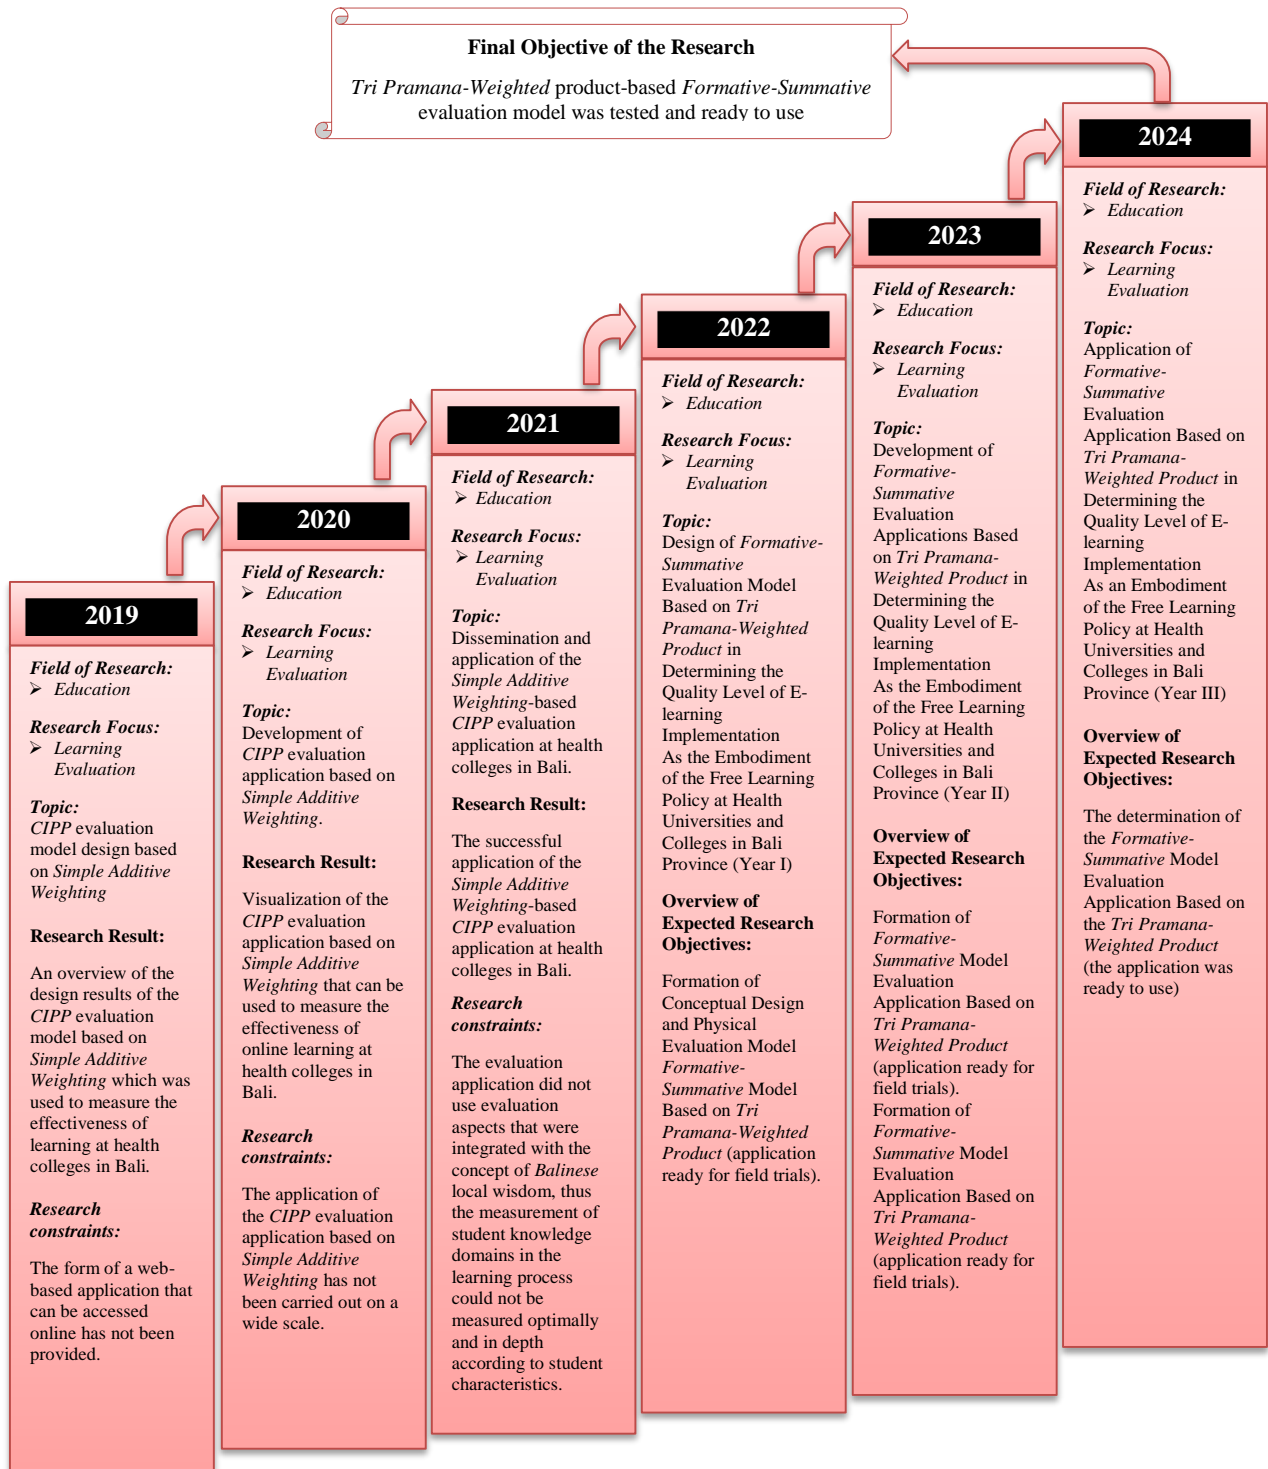 Final Objective of the Research
Tri Pramana-Weighted product-based Formative-Summative
evaluation model was tested and ready to use
2019
Field of Research:
➢ Education
Research Focus:
➢ Learning
Evaluation
Topic:
CIPP evaluation
model design based
on Simple Additive
Weighting
Research Result:
An overview of the
design results of the
CIPP evaluation
model based on
Simple Additive
Weighting which was
used to measure the
effectiveness of
learning at health
colleges in Bali.
Research
constraints:
The form of a web-
based application that
can be accessed
online has not been
provided.
2020
Field of Research:
➢ Education
Research Focus:
➢ Learning
Evaluation
Topic:
Development of
CIPP evaluation
application based on
Simple Additive
Weighting.
Research Result:
Visualization of the
CIPP evaluation
application based on
Simple Additive
Weighting that can be
used to measure the
effectiveness of
online learning at
health colleges in
Bali.
Research
constraints:
The application of
the CIPP evaluation
application based on
Simple Additive
Weighting has not
been carried out on a
wide scale.
2021
Field of Research:
➢ Education
Research Focus:
➢ Learning
Evaluation
Topic:
Dissemination and
application of the
Simple Additive
Weighting-based
CIPP evaluation
application at health
colleges in Bali.
Research Result:
The successful
application of the
Simple Additive
Weighting-based
CIPP evaluation
application at health
colleges in Bali.
Research
constraints:
The evaluation
application did not
use evaluation
aspects that were
integrated with the
concept of Balinese
local wisdom, thus
the measurement of
student knowledge
domains in the
learning process
could not be
measured optimally
and in depth
according to student
characteristics.
2022
Field of Research:
➢ Education
Research Focus:
➢ Learning
Evaluation
Topic:
Design of Formative-
Summative
Evaluation Model
Based on Tri
Pramana-Weighted
Product in
Determining the
Quality Level of E-
learning
Implementation
As the Embodiment
of the Free Learning
Policy at Health
Universities and
Colleges in Bali
Province (Year I)
Overview of
Expected Research
Objectives:
Formation of
Conceptual Design
and Physical
Evaluation Model
Formative-
Summative Model
Based on Tri
Pramana-Weighted
Product (application
ready for field trials).
2023
Field of Research:
➢ Education
Research Focus:
➢ Learning
Evaluation
Topic:
Development of
Formative-
Summative
Evaluation
Applications Based
on Tri Pramana-
Weighted Product in
Determining the
Quality Level of E-
learning
Implementation
As the Embodiment
of the Free Learning
Policy at Health
Universities and
Colleges in Bali
Province (Year II)
Overview of
Expected Research
Objectives:
Formation of
Formative-
Summative Model
Evaluation
Application Based on
Tri Pramana-
Weighted Product
(application ready for
field trials).
Formation of
Formative-
Summative Model
Evaluation
Application Based on
Tri Pramana-
Weighted Product
(application ready for
field trials).
2024
Field of Research:
➢ Education
Research Focus:
➢ Learning
Evaluation
Topic:
Application of
Formative-
Summative
Evaluation
Application Based on
Tri Pramana-
Weighted Product in
Determining the
Quality Level of E-
learning
Implementation
As an Embodiment
of the Free Learning
Policy at Health
Universities and
Colleges in Bali
Province (Year III)
Overview of
Expected Research
Objectives:
The determination of
the Formative-
Summative Model
Evaluation
Application Based on
the Tri Pramana-
Weighted Product
(the application was
ready to use)